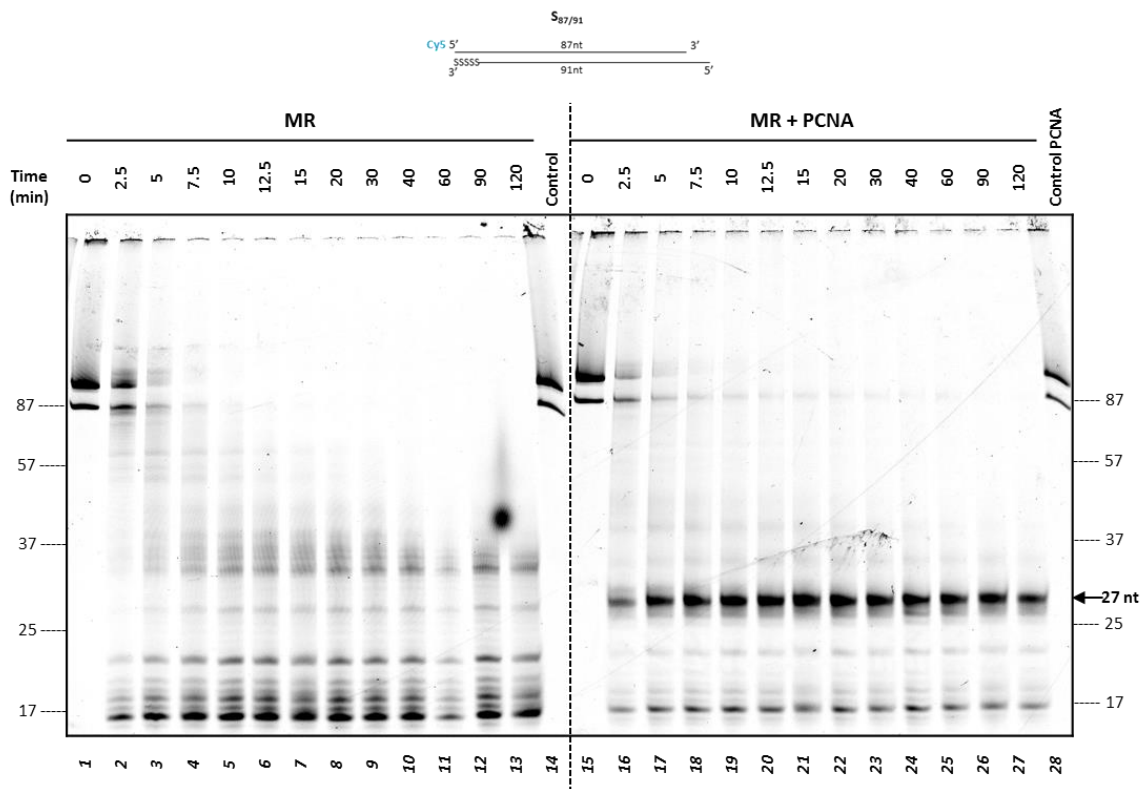 S87/91
Cy5 5' 87nt 3'
SSSSS
3' 91nt 5'
MR
MR + PCNA
Time
(min)
0 2.5 5 7.5 10 12.5 15 20 30 40 60 90 120 Control
0 2.5 5 7.5 10 12.5 15 20 30 40 60 90 120 Control PCNA
87 87
57 57
37 37
27 nt
25 25
17 17
1 2 3 4 5 6 7 8 9 10 11 12 13 14 15 16 17 18 19 20 21 22 23 24 25 26 27 28